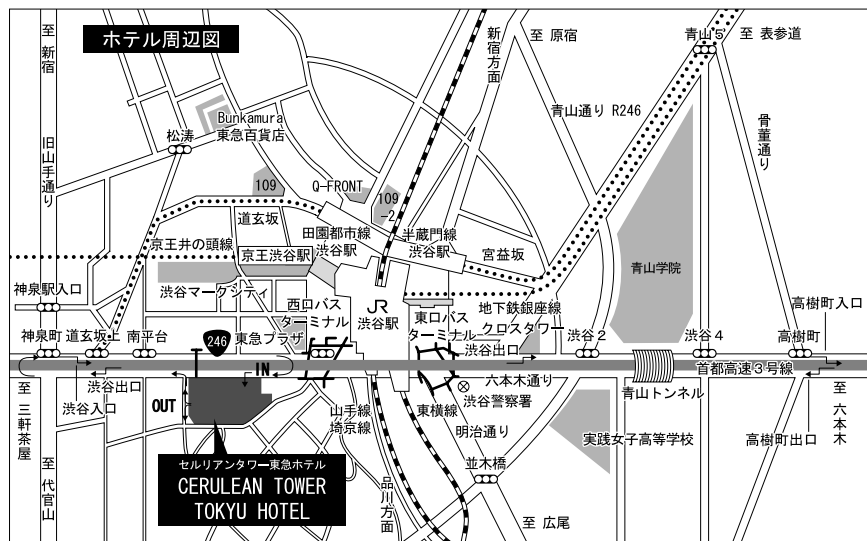 ホテル周辺図
至 新宿
旧山手通り
松涛
Bunkamura
東急百貨店
新宿方面
至 原宿
青山5
至 表参道
青山通り R246
骨董通り
109
Q-FRONT
109
-2
道玄坂
田園都市線
渋谷駅
半蔵門線
渋谷駅
宮益坂
京王井の頭線
京王渋谷駅
青山学院
神泉駅入口
渋谷マークシティ
西口バス
ターミナル
JR
渋谷駅
東口バス
ターミナル
地下鉄銀座線
クロスタワー
高樹町入口
神泉町
道玄坂上
南平台
246
東急プラザ
渋谷出口
渋谷2
渋谷4
高樹町
首都高速3号線
渋谷出口
渋谷入口
IN
OUT
六本木通り
渋谷警察署
青山トンネル
至 三軒茶屋
至 代官山
山手線
埼京線
東横線
明治通り
実践女子高等学校
高樹町出口
至 六本木
並木橋
品川方面
至 広尾
セルリアンタワー東急ホテル
CERULEAN TOWER
TOKYU HOTEL